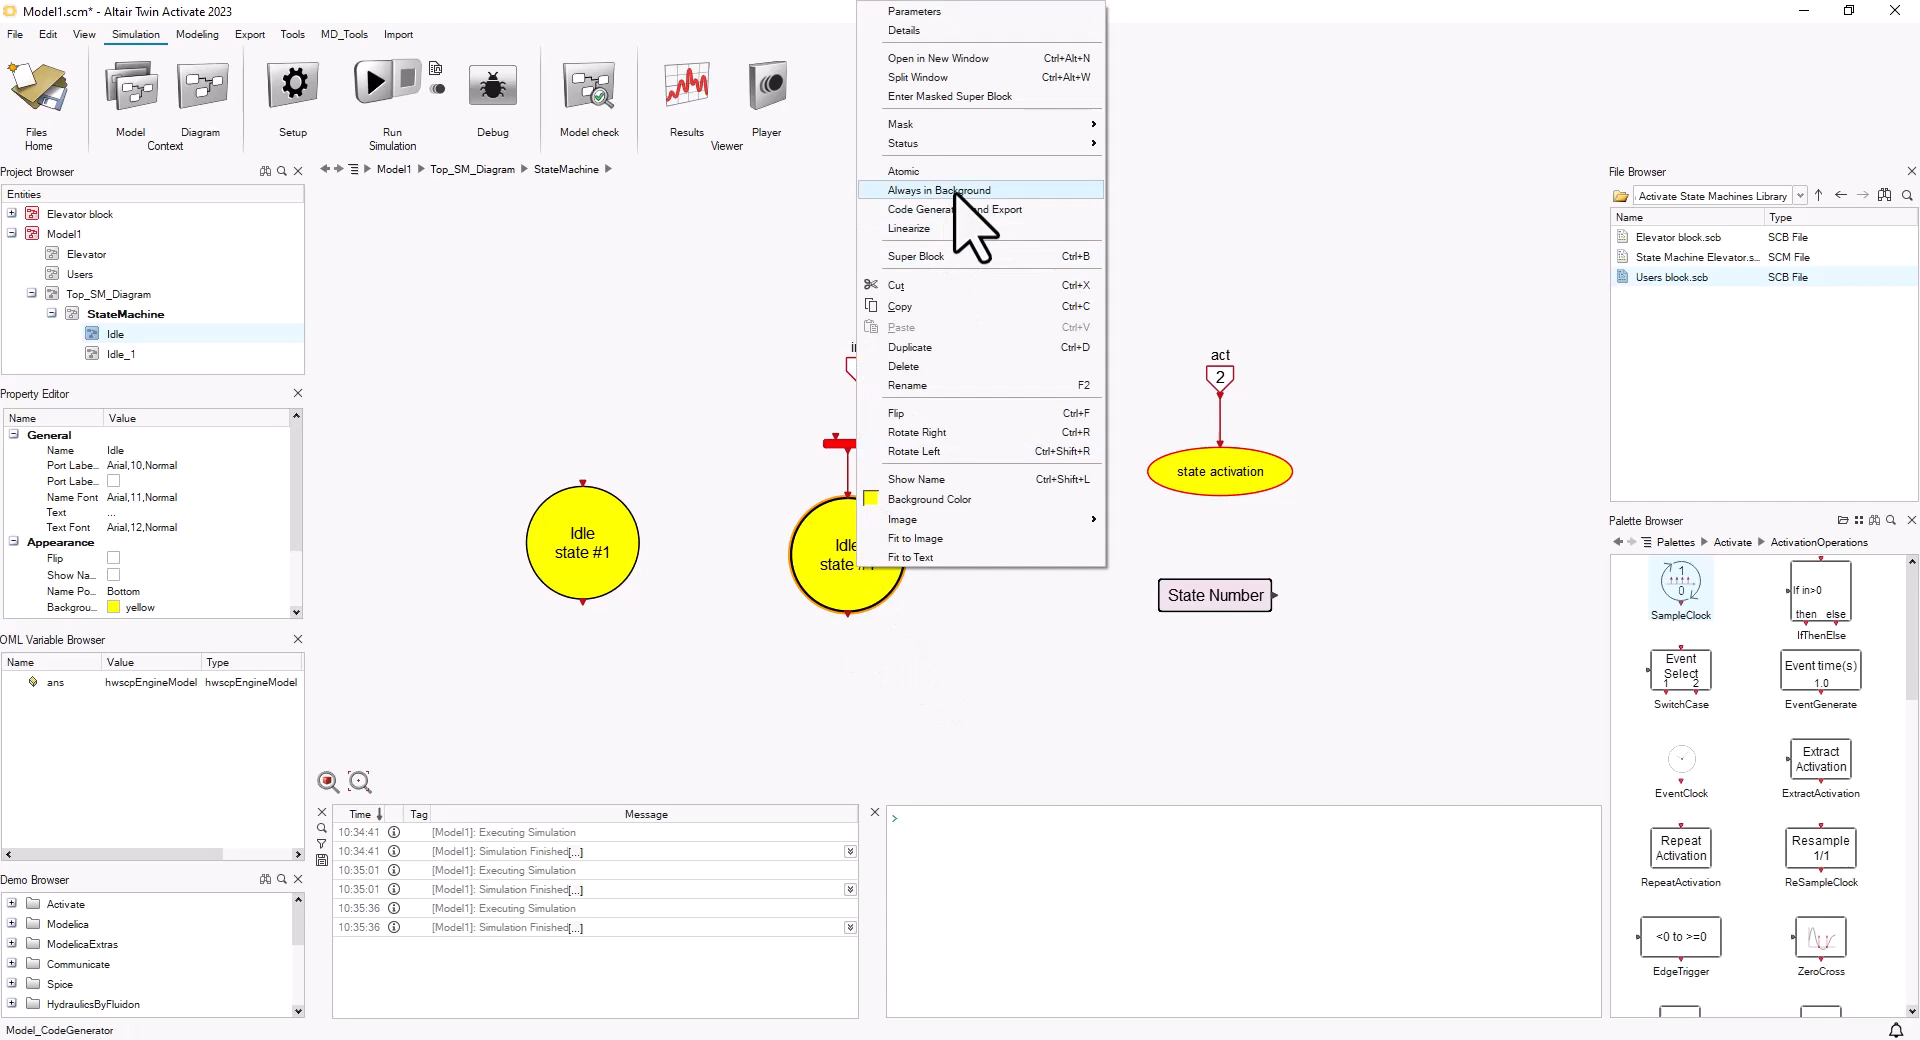 Model1.scm* - Altair Twin Activate 2023
File Edit View Simulation Modeling Export Tools MD_Tools Import
Files Model Diagram Setup Run Debug Model check Results Player
Home Context Simulation Viewer
Project Browser
Entities
Elevator block
Model1
Elevator
Users
Top_SM_Diagram
StateMachine
Idle
Idle_1
Property Editor
Name Value
General
Name Idle
Port Labe... Arial,10,Normal
Port Labe...
Name Font Arial,11,Normal
Text ...
Text Font Arial,12,Normal
Appearance
Flip
Show Na...
Name Po... Bottom
Backgrou... yellow
OML Variable Browser
Name Value Type
ans hwscpEngineModel hwscpEngineModel
Demo Browser
Activate
Modelica
ModelicaExtras
Communicate
Spice
HydraulicsByFluidon
Model_CodeGenerator
Model1 Top_SM_Diagram StateMachine
Idle
state #1
Idle
state
act
2
state activation
State Number
Parameters
Details
Open in New Window Ctrl+Alt+N
Split Window Ctrl+Alt+W
Enter Masked Super Block
Mask
Status
Atomic
Always in Background
Code Genera nd Export
Linearize
Super Block Ctrl+B
Cut Ctrl+X
Copy Ctrl+C
Paste Ctrl+V
Duplicate Ctrl+D
Delete
Rename F2
Flip Ctrl+F
Rotate Right Ctrl+R
Rotate Left Ctrl+Shift+R
Show Name Ctrl+Shift+L
Background Color
Image
Fit to Image
Fit to Text
Time Tag Message
10:34:41 [Model1]: Executing Simulation
10:34:41 [Model1]: Simulation Finished[...]
10:35:01 [Model1]: Executing Simulation
10:35:01 [Model1]: Simulation Finished[...]
10:35:36 [Model1]: Executing Simulation
10:35:36 [Model1]: Simulation Finished[...]
>
File Browser
Activate State Machines Library
Name Type
Elevator block.scb SCB File
State Machine Elevator.s... SCM File
Users block.scb SCB File
Palette Browser
Palettes Activate ActivationOperations
1
0
SampleClock
If in>0
then else
IfThenElse
Event
Select
1 2
SwitchCase
Event time(s)
1.0
EventGenerate
EventClock
Extract
Activation
ExtractActivation
Repeat
Activation
RepeatActivation
Resample
1/1
ReSampleClock
<0 to >=0
EdgeTrigger
ZeroCross